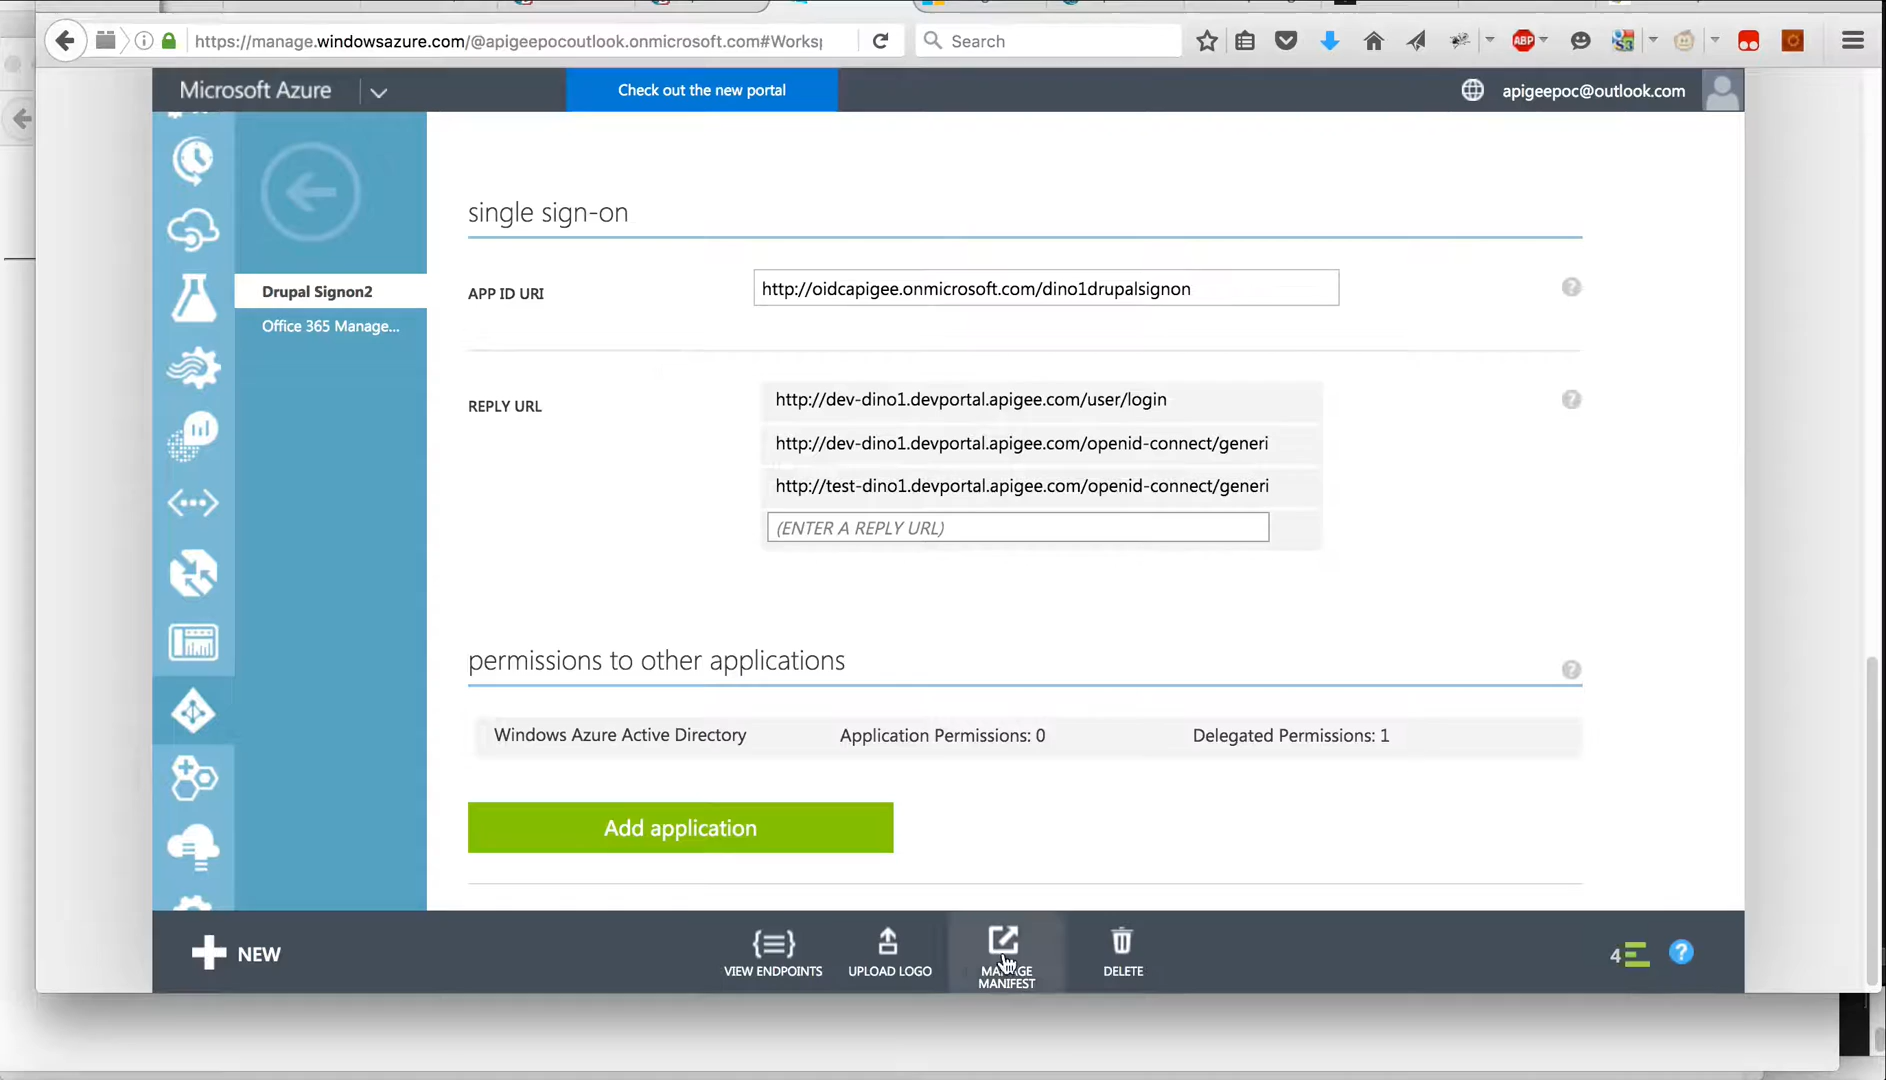 https://manage.windowsazure.com/@apigeepocoutlook.onmicrosoft.com#Worksp
Search
ABP
S3
Microsoft Azure
Check out the new portal
apigeepoc@outlook.com
single sign-on
Drupal Signon2
APP ID URI
http://oidcapigee.onmicrosoft.com/dino1drupalsignon
?
Office 365 Manage...
REPLY URL
http://dev-dino1.devportal.apigee.com/user/login
?
http://dev-dino1.devportal.apigee.com/openid-connect/generi
http://test-dino1.devportal.apigee.com/openid-connect/generi
(ENTER A REPLY URL)
permissions to other applications
?
Windows Azure Active Directory Application Permissions: 0 Delegated Permissions: 1
Add application
NEW
VIEW ENDPOINTS
UPLOAD LOGO
MANAGE
MANIFEST
DELETE
4
?